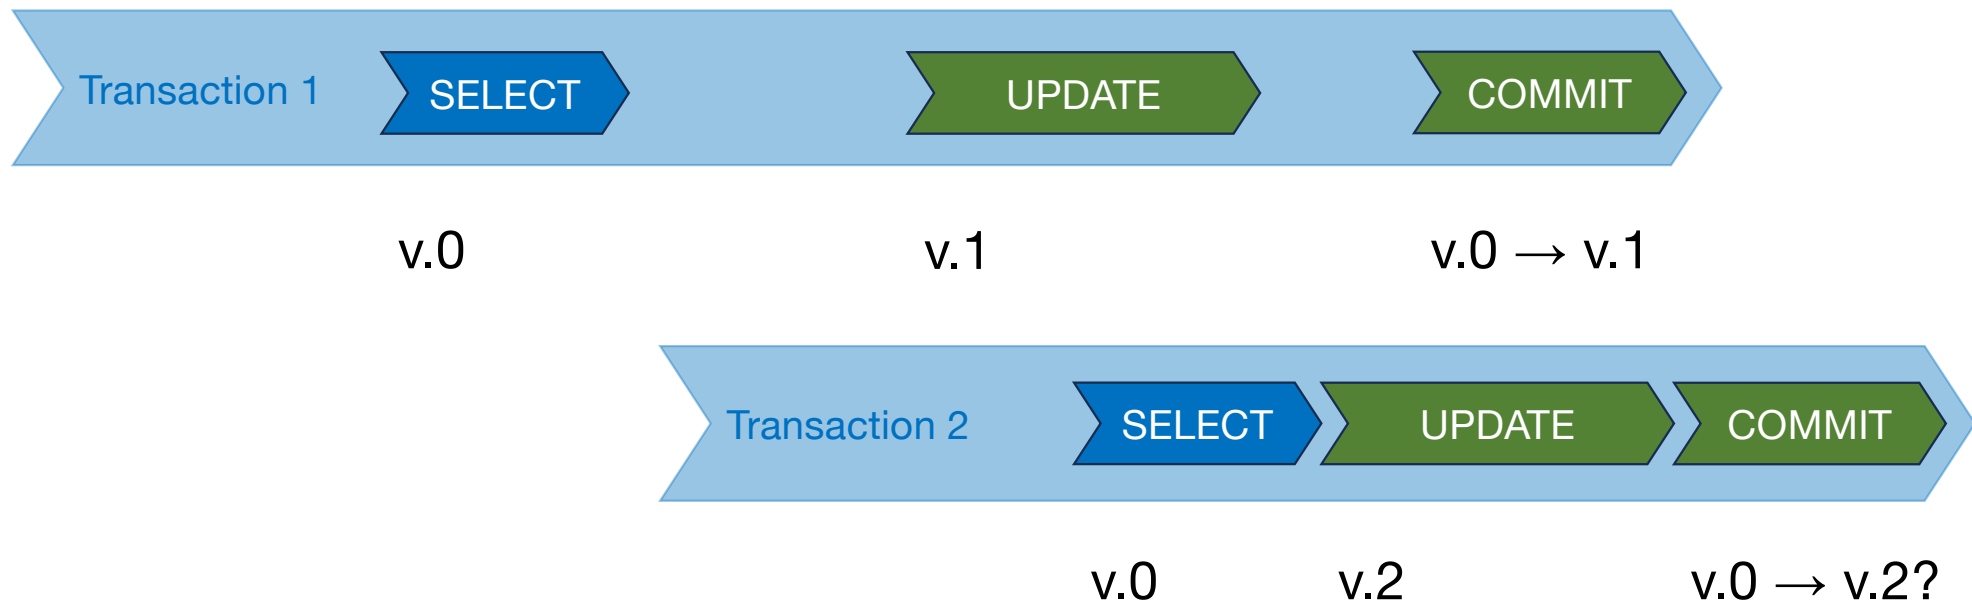 Transaction 1 SELECT UPDATE COMMIT
v.0 v.1 v.0 → v.1
Transaction 2 SELECT UPDATE COMMIT
v.0 v.2 v.0 → v.2?